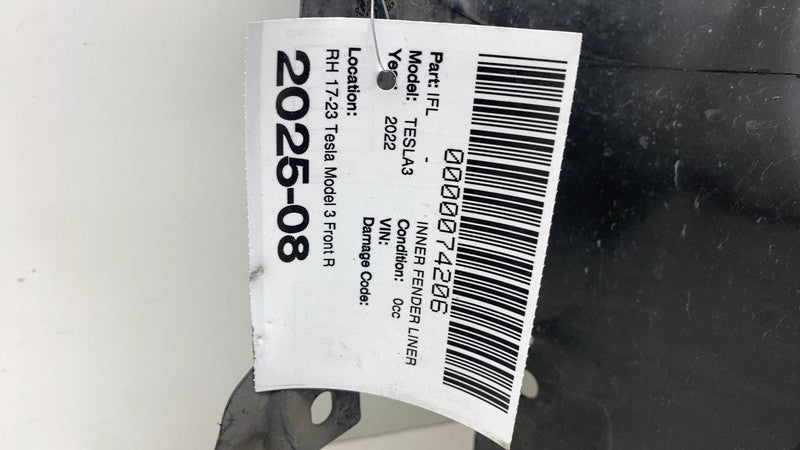 0000074206
Part: IFL - INNER FENDER LINER
Model: TESLA3 Condition: 0cc
Year: 2022 VIN:
Damage Code:
Location:
RH 17-23 Tesla Model 3 Front R
2025-08